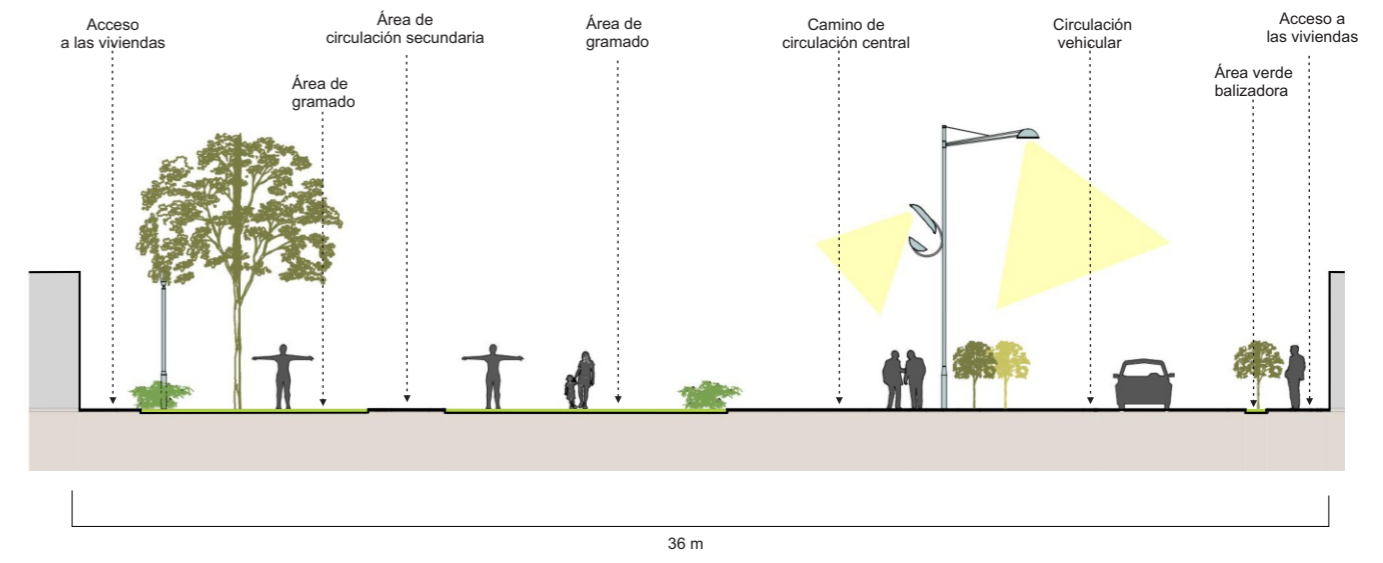 Acceso
a las viviendas
Área de
circulación secundaria
Área de
gramado
Camino de
circulación central
Circulación
vehicular
Acceso a
las viviendas
Área de
gramado
Área verde
balizadora
36 m